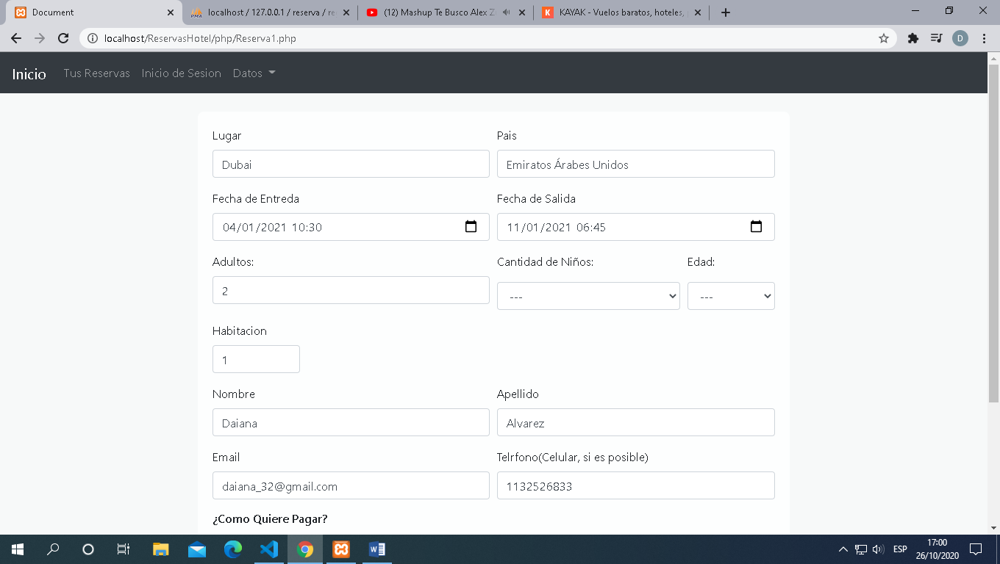 Document
localhost / 127.0.0.1 / reserva / re
(12) Mashup Te Busco Alex Z
KAYAK - Vuelos baratos, hoteles,
localhost/ReservasHotel/php/Reserva1.php
D
Inicio Tus Reservas Inicio de Sesion Datos
Lugar Pais
Dubai Emiratos Árabes Unidos
Fecha de Entreda Fecha de Salida
04/01/2021 10:30 11/01/2021 06:45
Adultos: Cantidad de Niños: Edad:
2 --- ---
Habitacion
1
Nombre Apellido
Daiana Alvarez
Email Telrfono(Celular, si es posible)
daiana_32@gmail.com 1132526833
¿Como Quiere Pagar?
ESP
17:00
26/10/2020